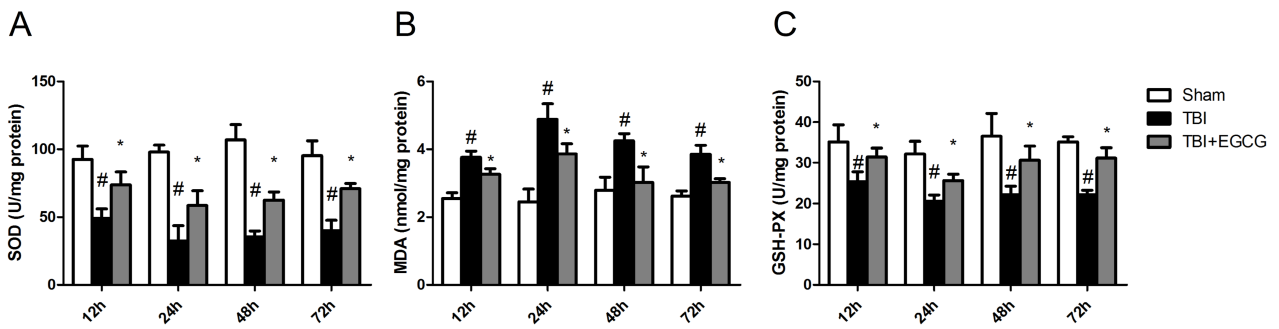 A
SOD (U/mg protein)
150
100
50
0
# * # * # * # *
12h 24h 48h 72h
B
MDA (nmol/mg protein)
6
4
2
0
# * # * # * # *
12h 24h 48h 72h
C
GSH-PX (U/mg protein)
50
40
30
20
10
0
# * # * # * # *
12h 24h 48h 72h
Sham
TBI
TBI+EGCG